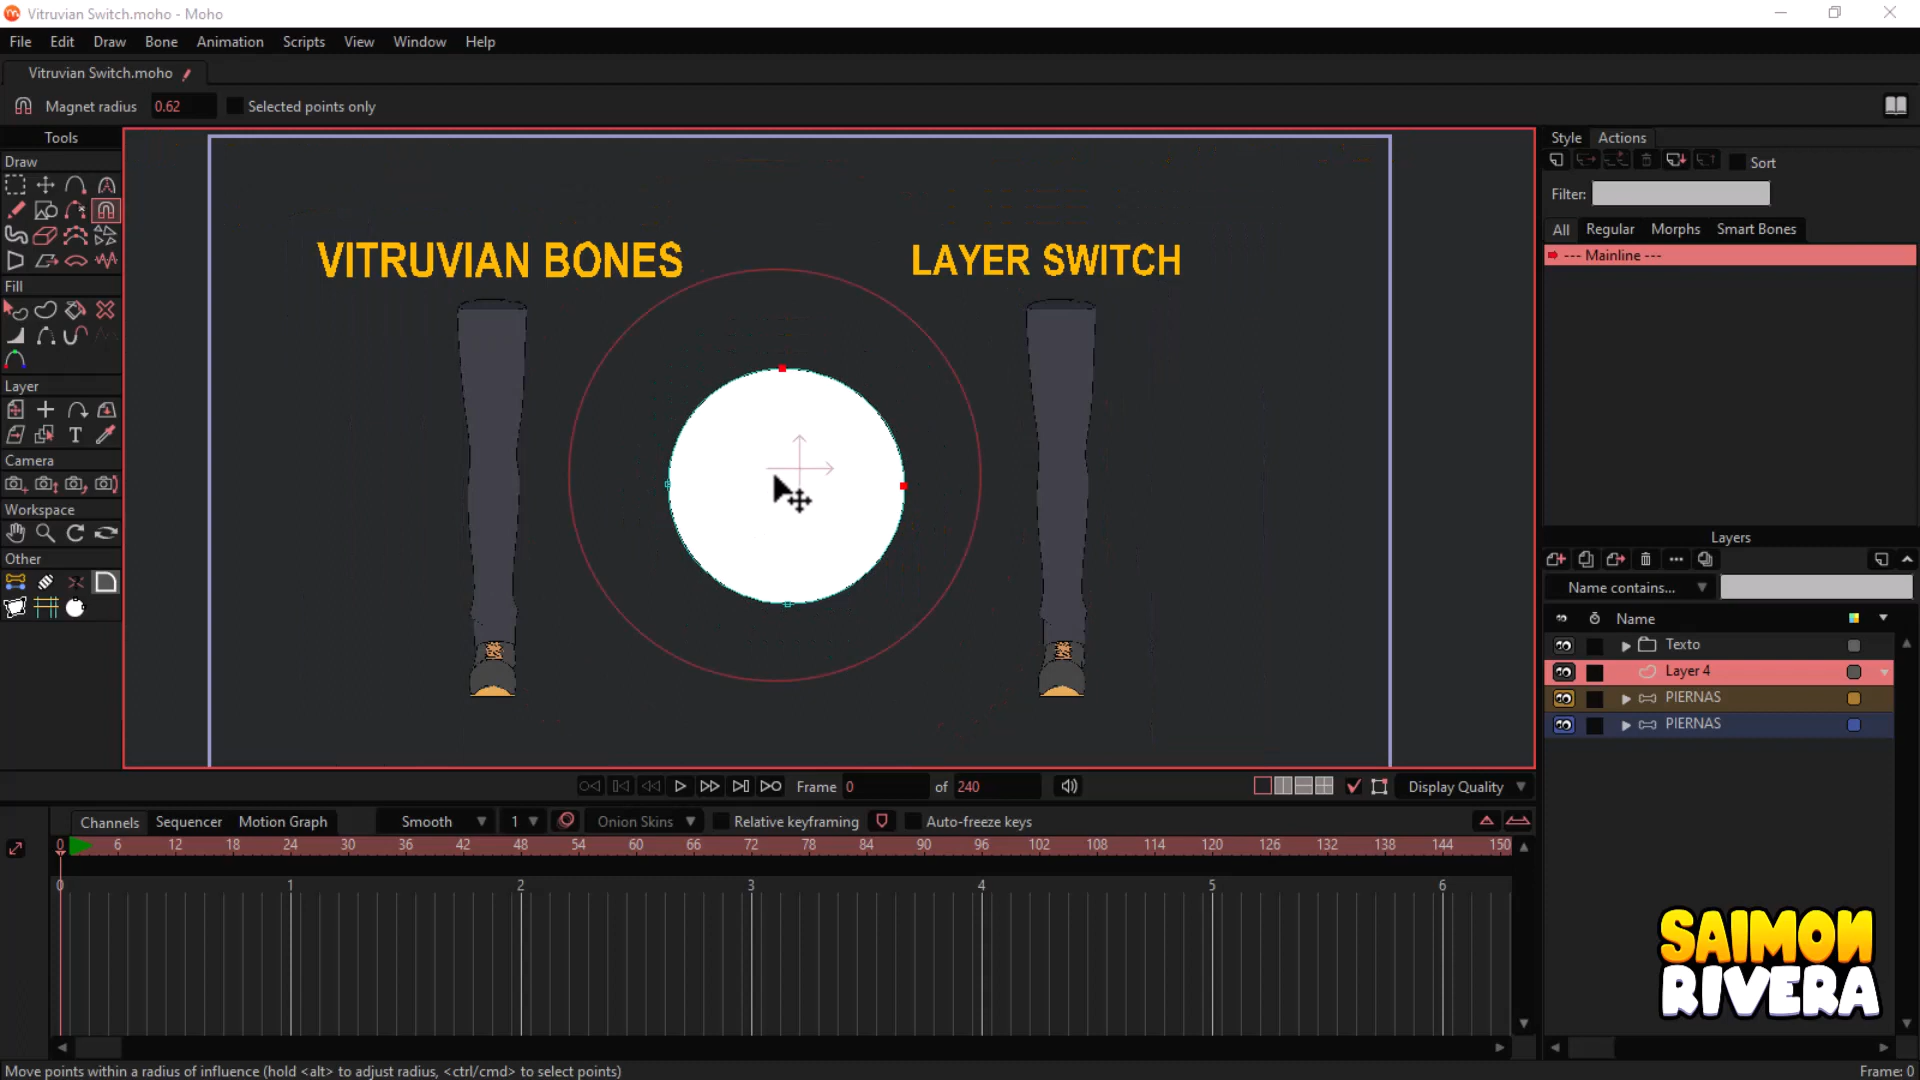 Vitruvian Switch.moho - Moho
File Edit Draw Bone Animation Scripts View Window Help
Vitruvian Switch.moho
Magnet radius 0.62 Selected points only
Tools
Draw
Fill
Layer
Camera
Workspace
Other
VITRUVIAN BONES
LAYER SWITCH
Style Actions
Sort
Filter:
All Regular Morphs Smart Bones
--- Mainline ---
Layers
Name contains...
Name
Texto
Layer 4
PIERNAS
PIERNAS
Frame 0 of 240 Display Quality
Channels Sequencer Motion Graph Smooth 1 Onion Skins Relative keyframing Auto-freeze keys
0 6 12 18 24 30 36 42 48 54 60 66 72 78 84 90 96 102 108 114 120 126 132 138 144 150
0 1 2 3 4 5 6
SAIMON
RIVERA
Move points within a radius of influence (hold <alt> to adjust radius, <ctrl/cmd> to select points)
Frame: 0